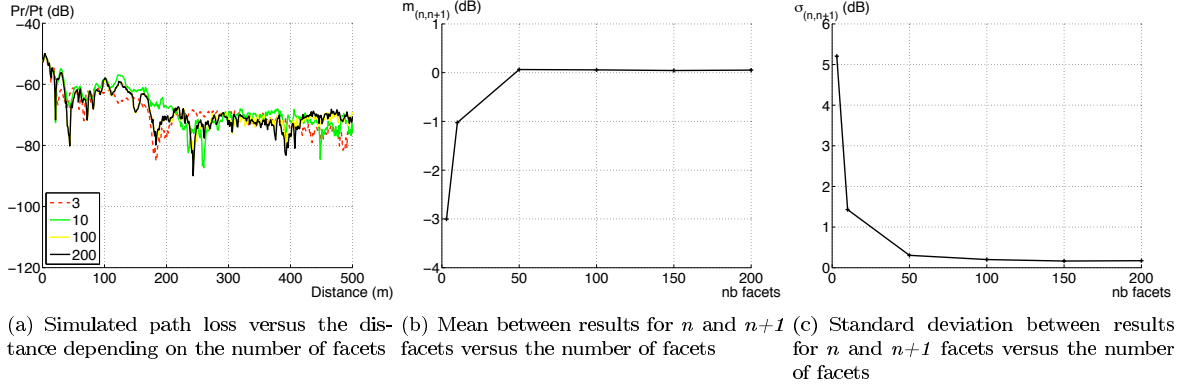 Pr/Pt (dB)
−40
−60
−80
−100
−120
3
10
100
200
0 100 200 300 400 500
Distance (m)
m(n,n+1) (dB)
1
0
−1
−2
−3
−4
0 50 100 150 200
nb facets
σ(n,n+1) (dB)
6
5
4
3
2
1
0
0 50 100 150 200
nb facets
(a) Simulated path loss versus the dis-
tance depending on the number of facets
(b) Mean between results for n and n+1
facets versus the number of facets
(c) Standard deviation between results
for n and n+1 facets versus the number
of facets